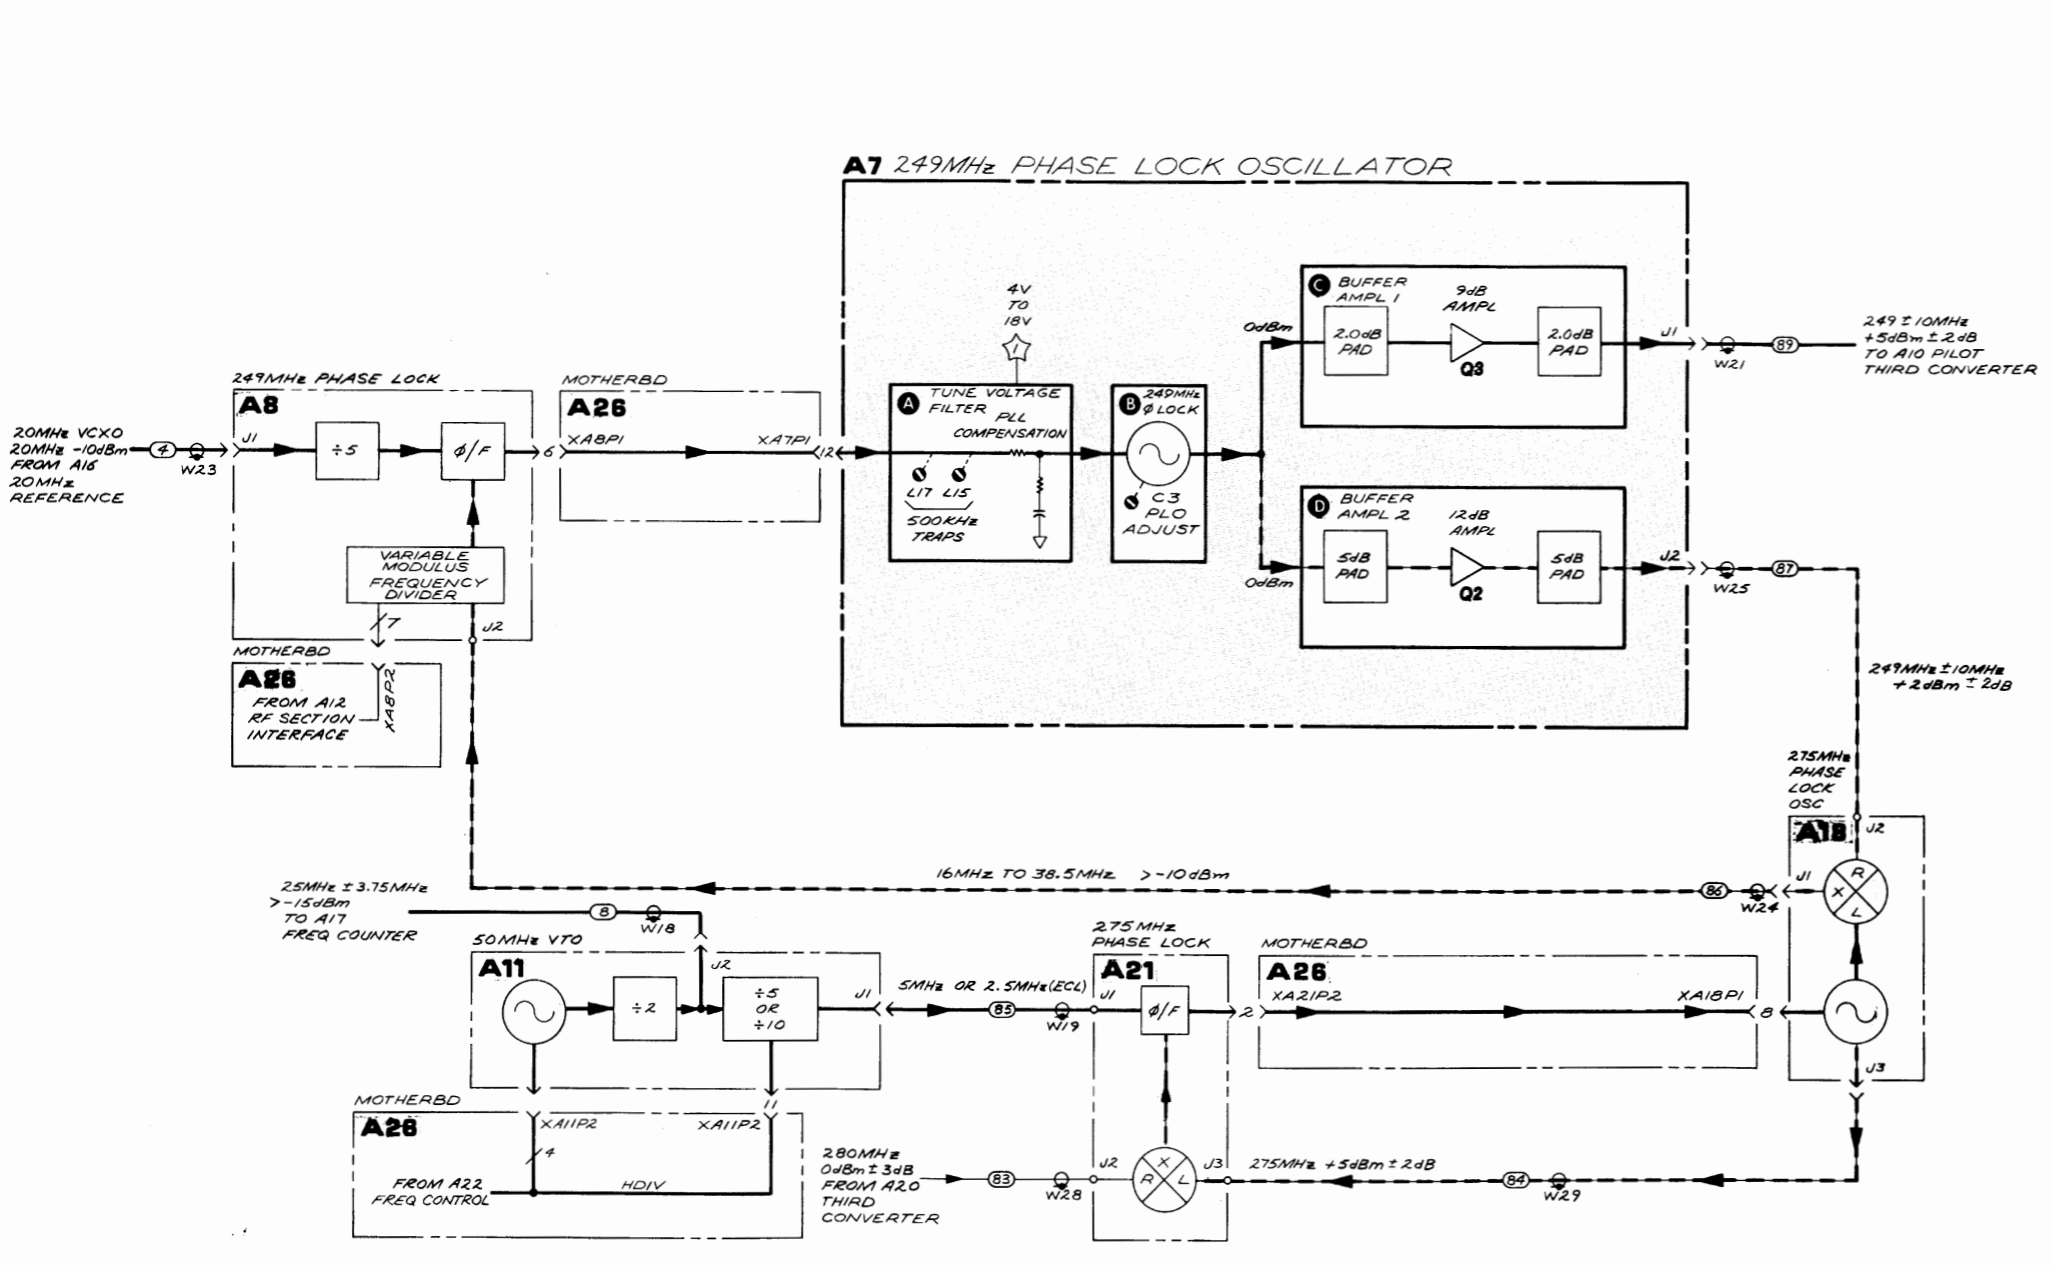 A7 249MHz PHASE LOCK OSCILLATOR
4V
TO
18V
1
C BUFFER
AMPL 1
9dB
AMPL
0dBm
2.0dB
PAD
Q3
2.0dB
PAD
J1
W21
89
249 ±10MHz
+5dBm ± 2dB
TO A10 PILOT
THIRD CONVERTER
249MHz PHASE LOCK
A8
20MHz VCXO
20MHz -10dBm
FROM A16
20MHz
REFERENCE
4
W23
J1
÷5
Ø/F
6
MOTHERBD
A26
XA8P1
XA7P1
12
A TUNE VOLTAGE
FILTER
PLL
COMPENSATION
L17 L15
500KHz
TRAPS
B 249MHz
Ø LOCK
C3
PLO
ADJUST
D BUFFER
AMPL 2
12dB
AMPL
0dBm
5dB
PAD
Q2
5dB
PAD
J2
W25
87
249MHz ±10MHz
+2dBm ± 2dB
VARIABLE
MODULUS
FREQUENCY
DIVIDER
7
J2
MOTHERBD
A26
FROM A12
RF SECTION
INTERFACE
XA8P2
275MHz
PHASE
LOCK
OSC
A18
J2
R
X
L
J1
W24
86
16MHz TO 38.5MHz >-10dBm
25MHz ±3.75MHz
>-15dBm
TO A17
FREQ COUNTER
8
W18
50MHz VTO
A11
J2
÷2
÷5
OR
÷10
J1
5MHz OR 2.5MHz(ECL)
85
W19
275MHz
PHASE LOCK
A21
J1
Ø/F
2
MOTHERBD
A26
XA21P2
XA18P1
8
J3
MOTHERBD
A26
XA11P2
11
XA11P2
4
FROM A22
FREQ CONTROL
HDIV
280MHz
0dBm ± 3dB
FROM A20
THIRD
CONVERTER
83
W28
J2
X
R
L
J3
275MHz +5dBm ± 2dB
84
W29